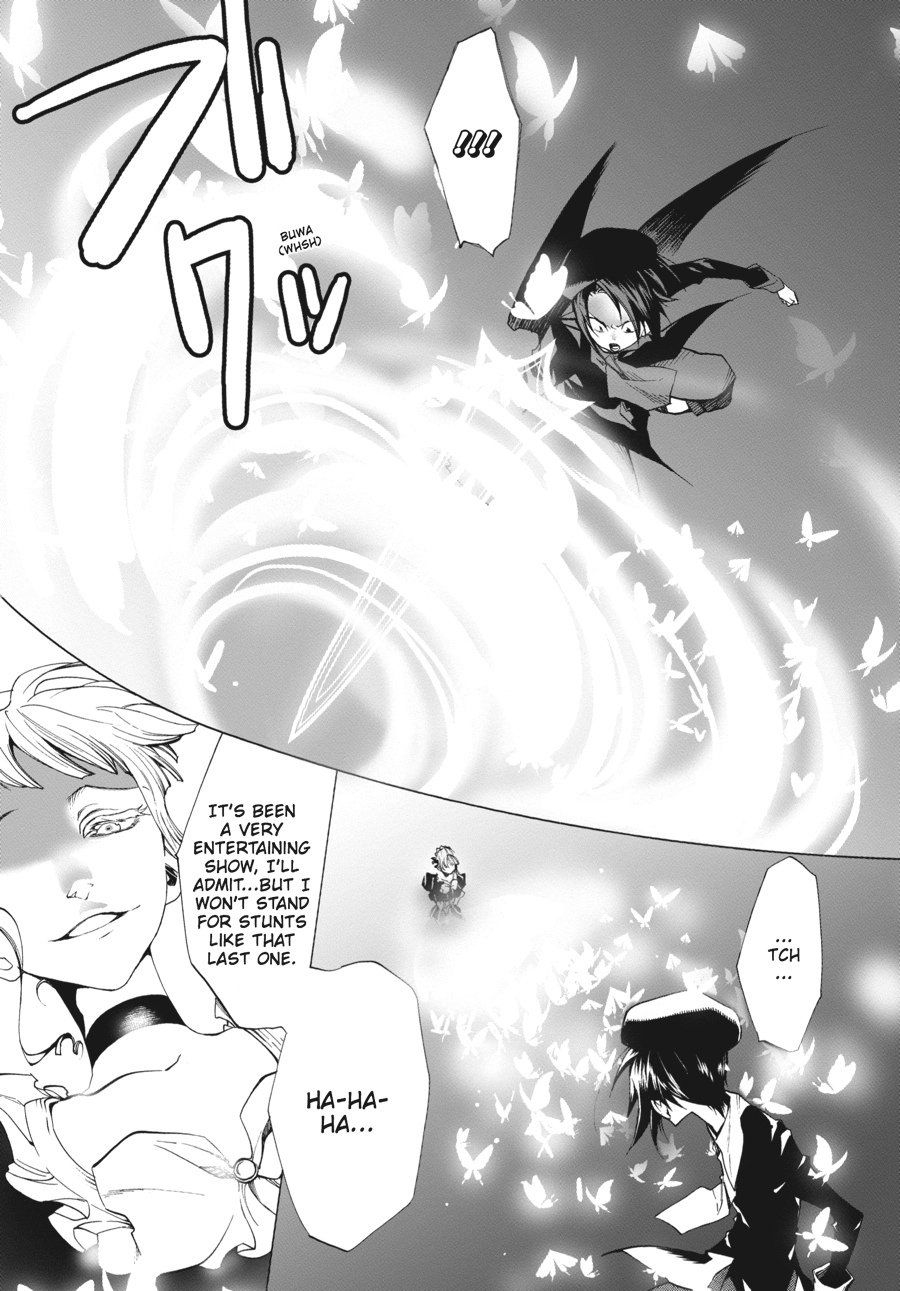 !!!
ブ
ワ
ッ
BUWA
(WHSH)
...
TCH
...
IT'S BEEN
A VERY
ENTERTAINING
SHOW, I'LL
ADMIT...BUT I
WON'T STAND
FOR STUNTS
LIKE THAT
LAST ONE.
HA-HA-
HA...